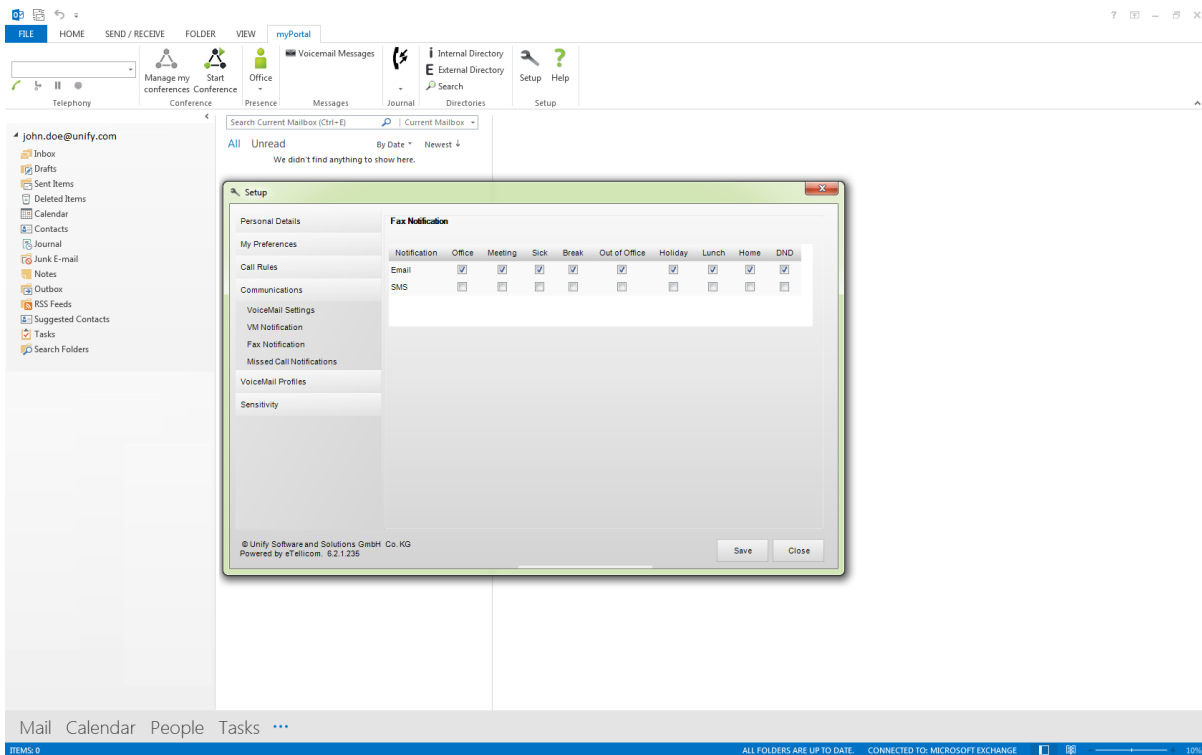 FILE HOME SEND / RECEIVE FOLDER VIEW myPortal
Manage my conferences
Start Conference
Office
Voicemail Messages
Internal Directory
E External Directory
Search
Setup Help
Telephony Conference Presence Messages Journal Directories Setup
john.doe@unify.com
Inbox
Drafts
Sent Items
Deleted Items
Calendar
Contacts
Journal
Junk E-mail
Notes
Outbox
RSS Feeds
Suggested Contacts
Tasks
Search Folders
Search Current Mailbox (Ctrl+E) Current Mailbox
All Unread By Date Newest ↓
We didn't find anything to show here.
Setup
Personal Details
My Preferences
Call Rules
Communications
VoiceMail Settings
VM Notification
Fax Notification
Missed Call Notifications
VoiceMail Profiles
Sensitivity
Fax Notification
Notification Office Meeting Sick Break Out of Office Holiday Lunch Home DND
Email
SMS
© Unify Software and Solutions GmbH Co. KG
Powered by eTellicom. 6.2.1.235
Save Close
Mail Calendar People Tasks ···
ITEMS: 0 ALL FOLDERS ARE UP TO DATE. CONNECTED TO: MICROSOFT EXCHANGE 10%